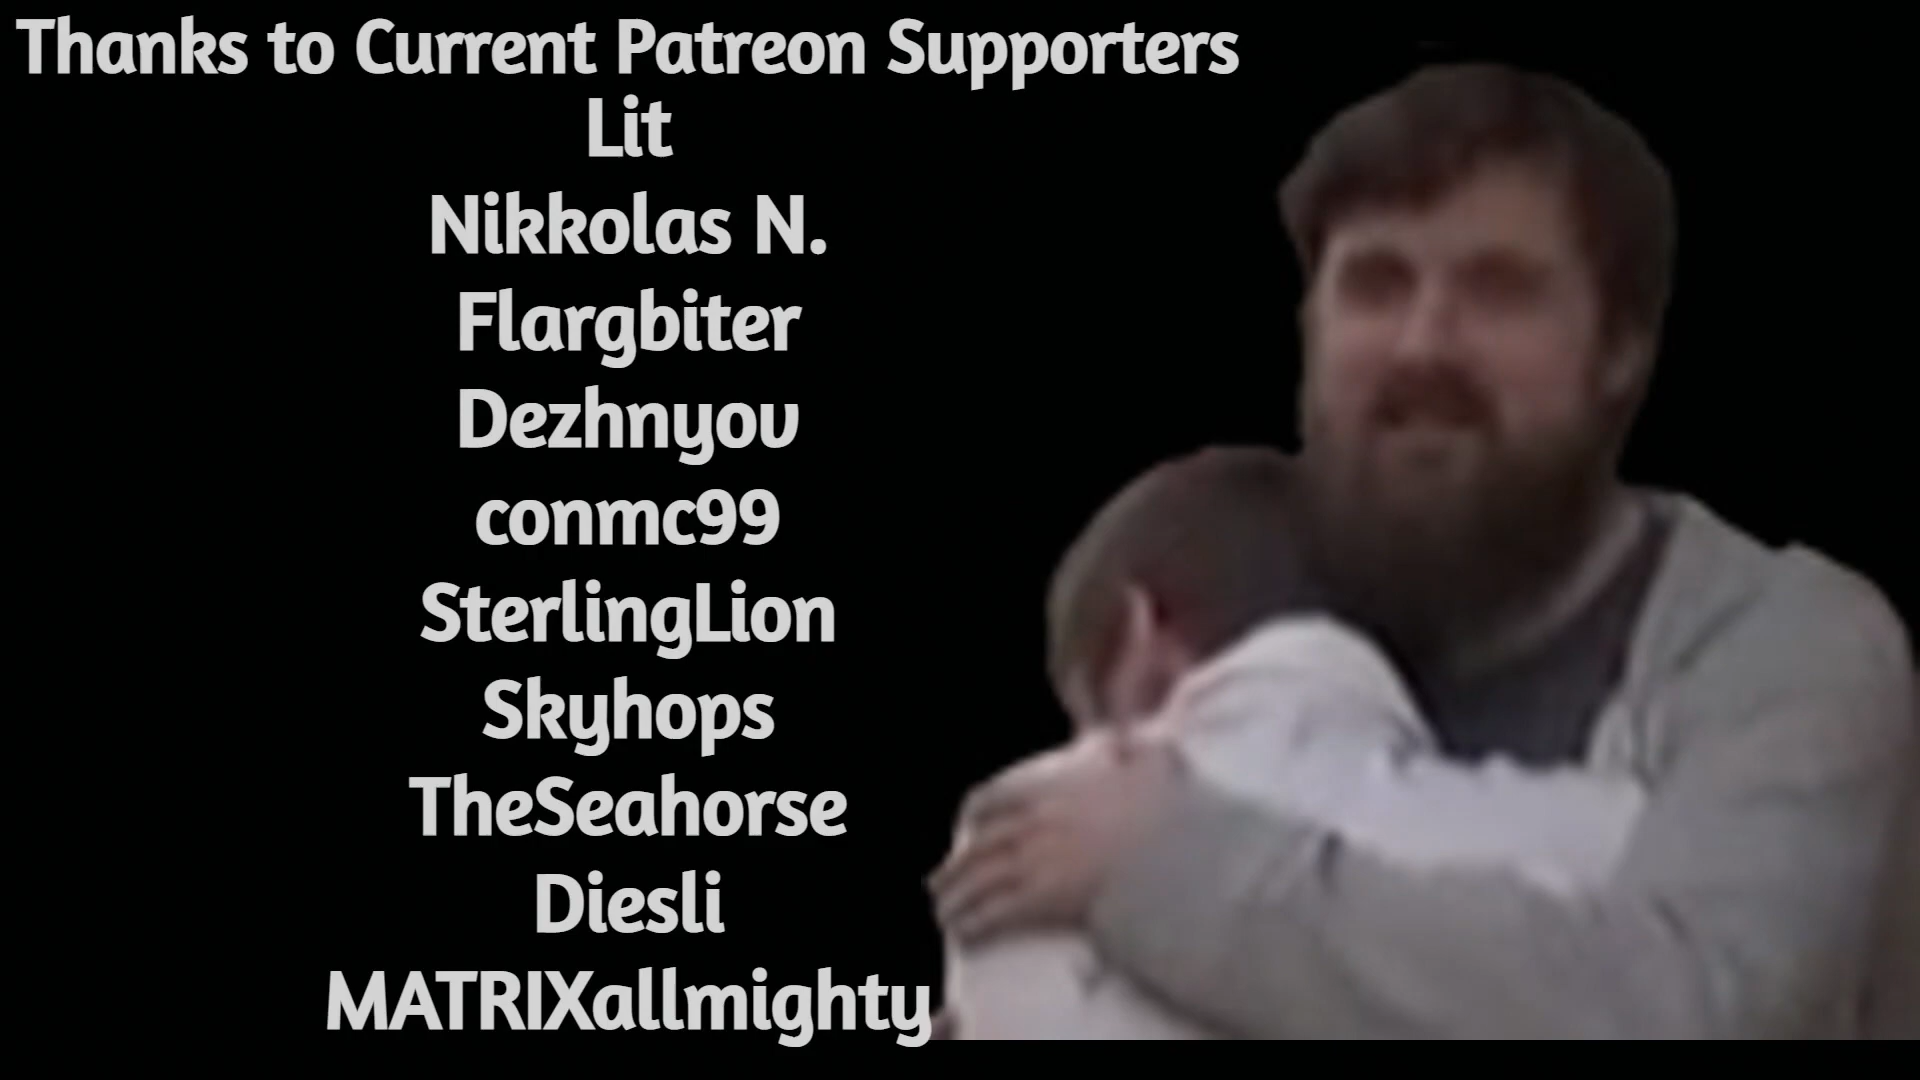 Thanks to Current Patreon Supporters
Lit
Nikkolas N.
Flargbiter
Dezhnyov
conmc99
SterlingLion
Skyhops
TheSeahorse
Diesli
MATRIXallmighty